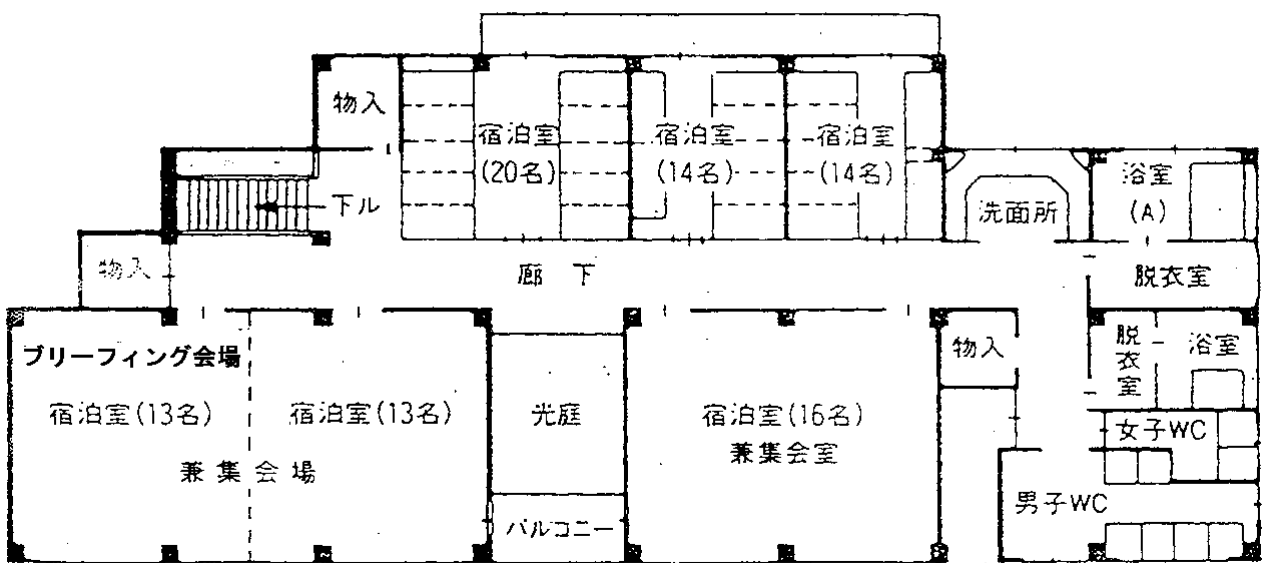 物入
宿泊室
(20名)
宿泊室
(14名)
宿泊室
(14名)
浴室
(A)
下ル
洗面所
物入
廊下
脱衣室
ブリーフィング会場
宿泊室(13名)
宿泊室(13名)
兼集会場
光庭
バルコニー
宿泊室(16名)
兼集会室
物入
脱衣室
浴室
女子WC
男子WC